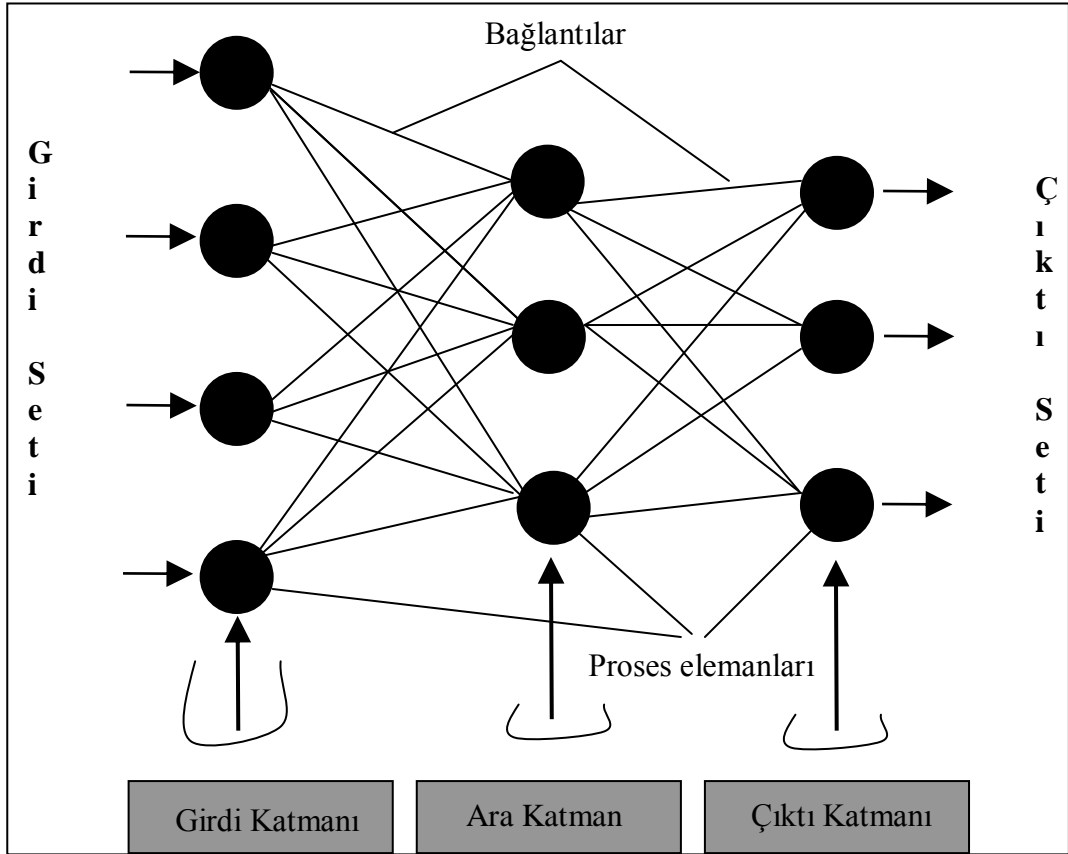 Bağlantılar
Girdi Seti
Çıktı Seti
Proses elemanları
Girdi Katmanı
Ara Katman
Çıktı Katmanı